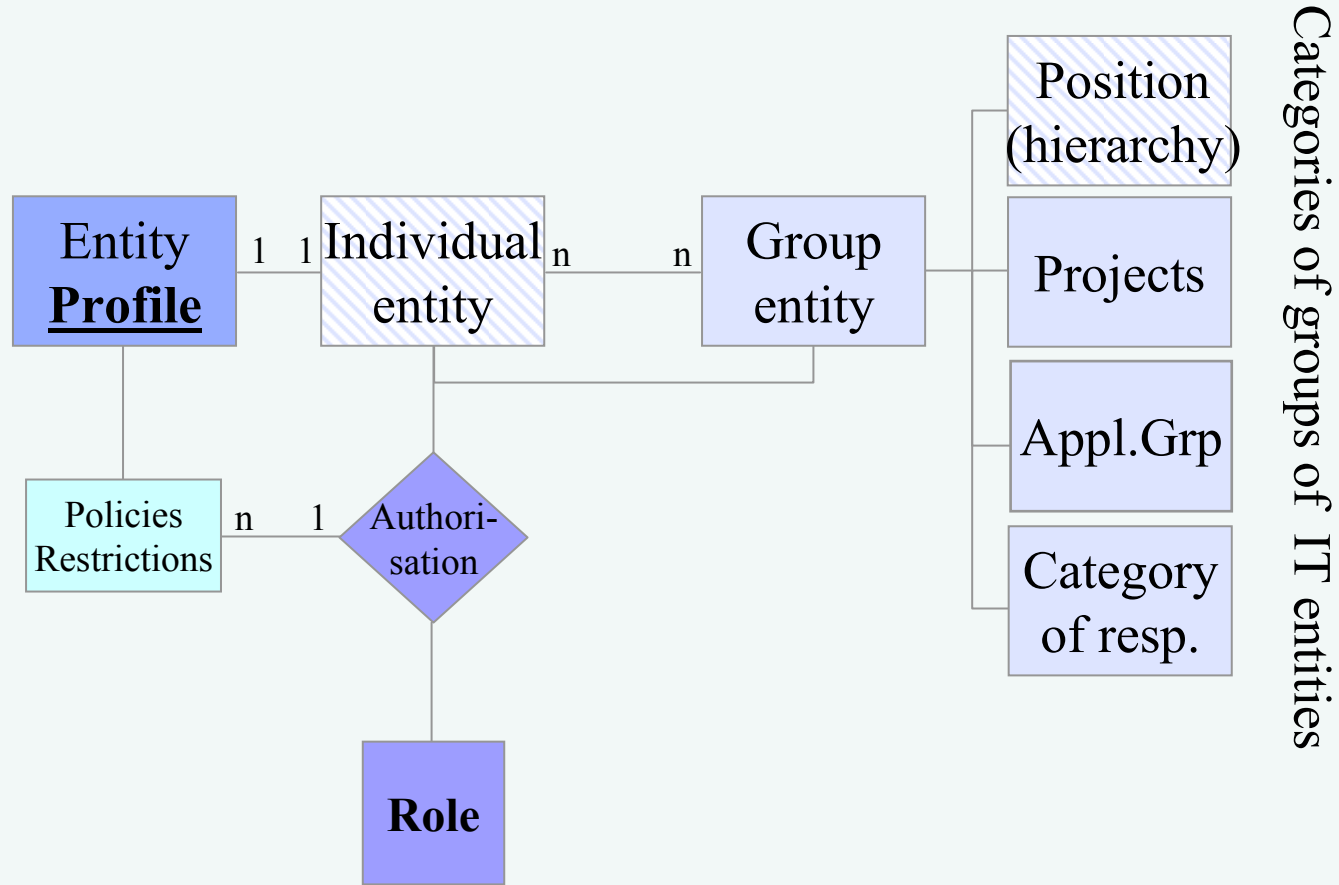 Position
(hierarchy)
Entity
Profile
1
1
Individual
entity
n
n
Group
entity
Projects
Appl.Grp
Policies
Restrictions
n
1
Authori-
sation
Category
of resp.
Role
Categories of groups of IT entities